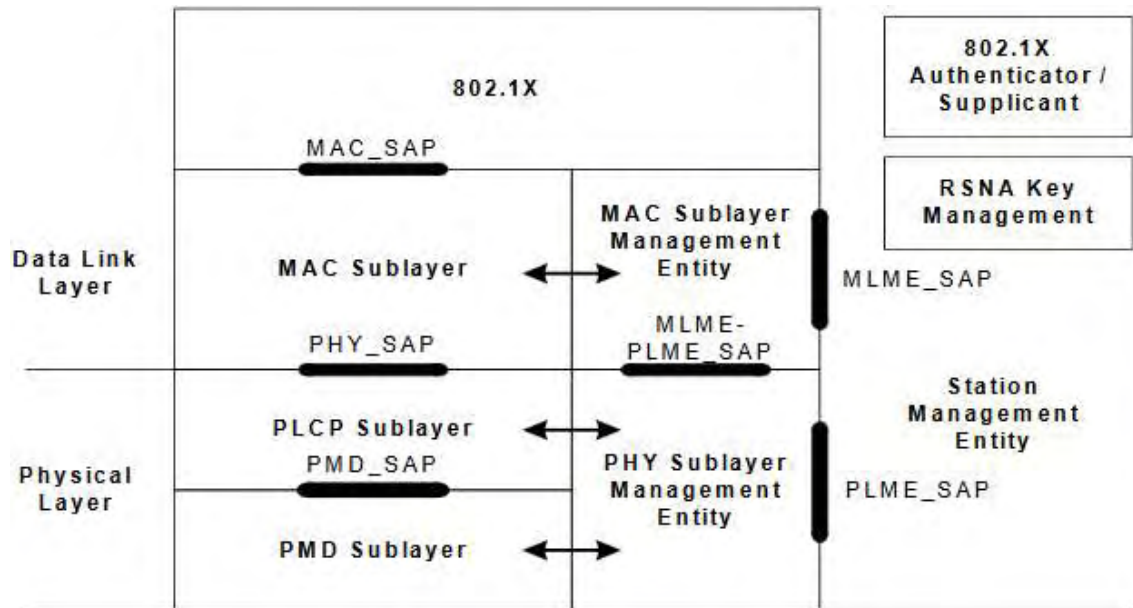 802.1X
802.1X
Authenticator /
Supplicant
MAC_SAP
RSNA Key
Management
Data Link
Layer
MAC Sublayer
MAC Sublayer
Management
Entity
MLME_SAP
PHY_SAP
MLME-
PLME_SAP
Station
Management
Entity
Physical
Layer
PLCP Sublayer
PMD_SAP
PHY Sublayer
Management
Entity
PLME_SAP
PMD Sublayer